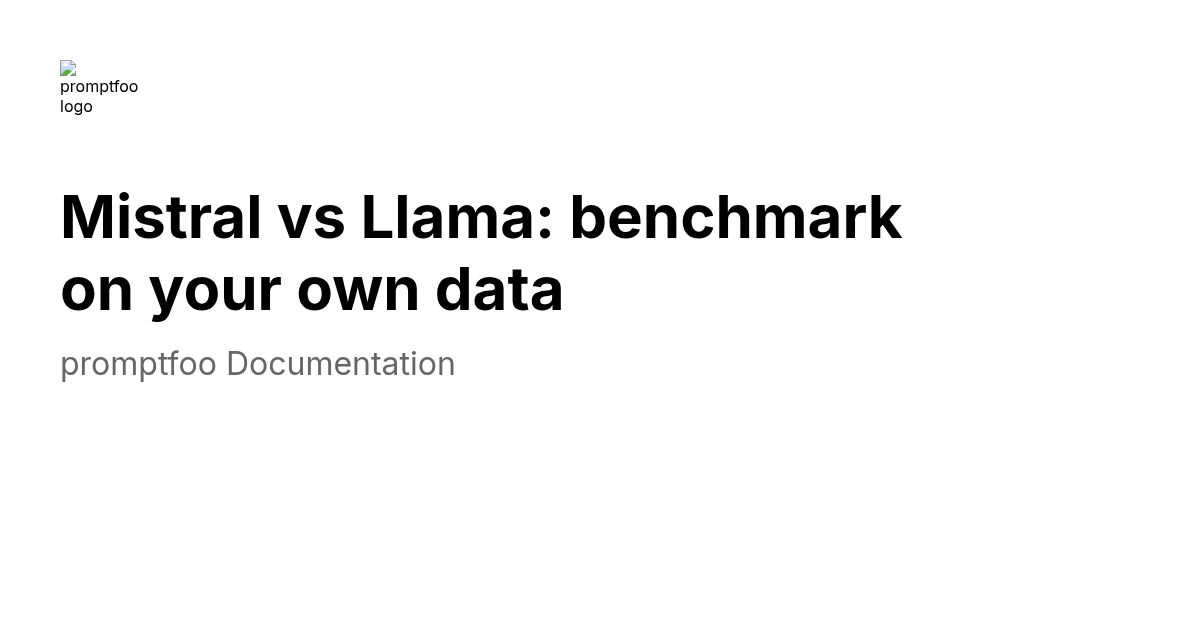 promptfoo
logo
Mistral vs Llama: benchmark
on your own data
promptfoo Documentation